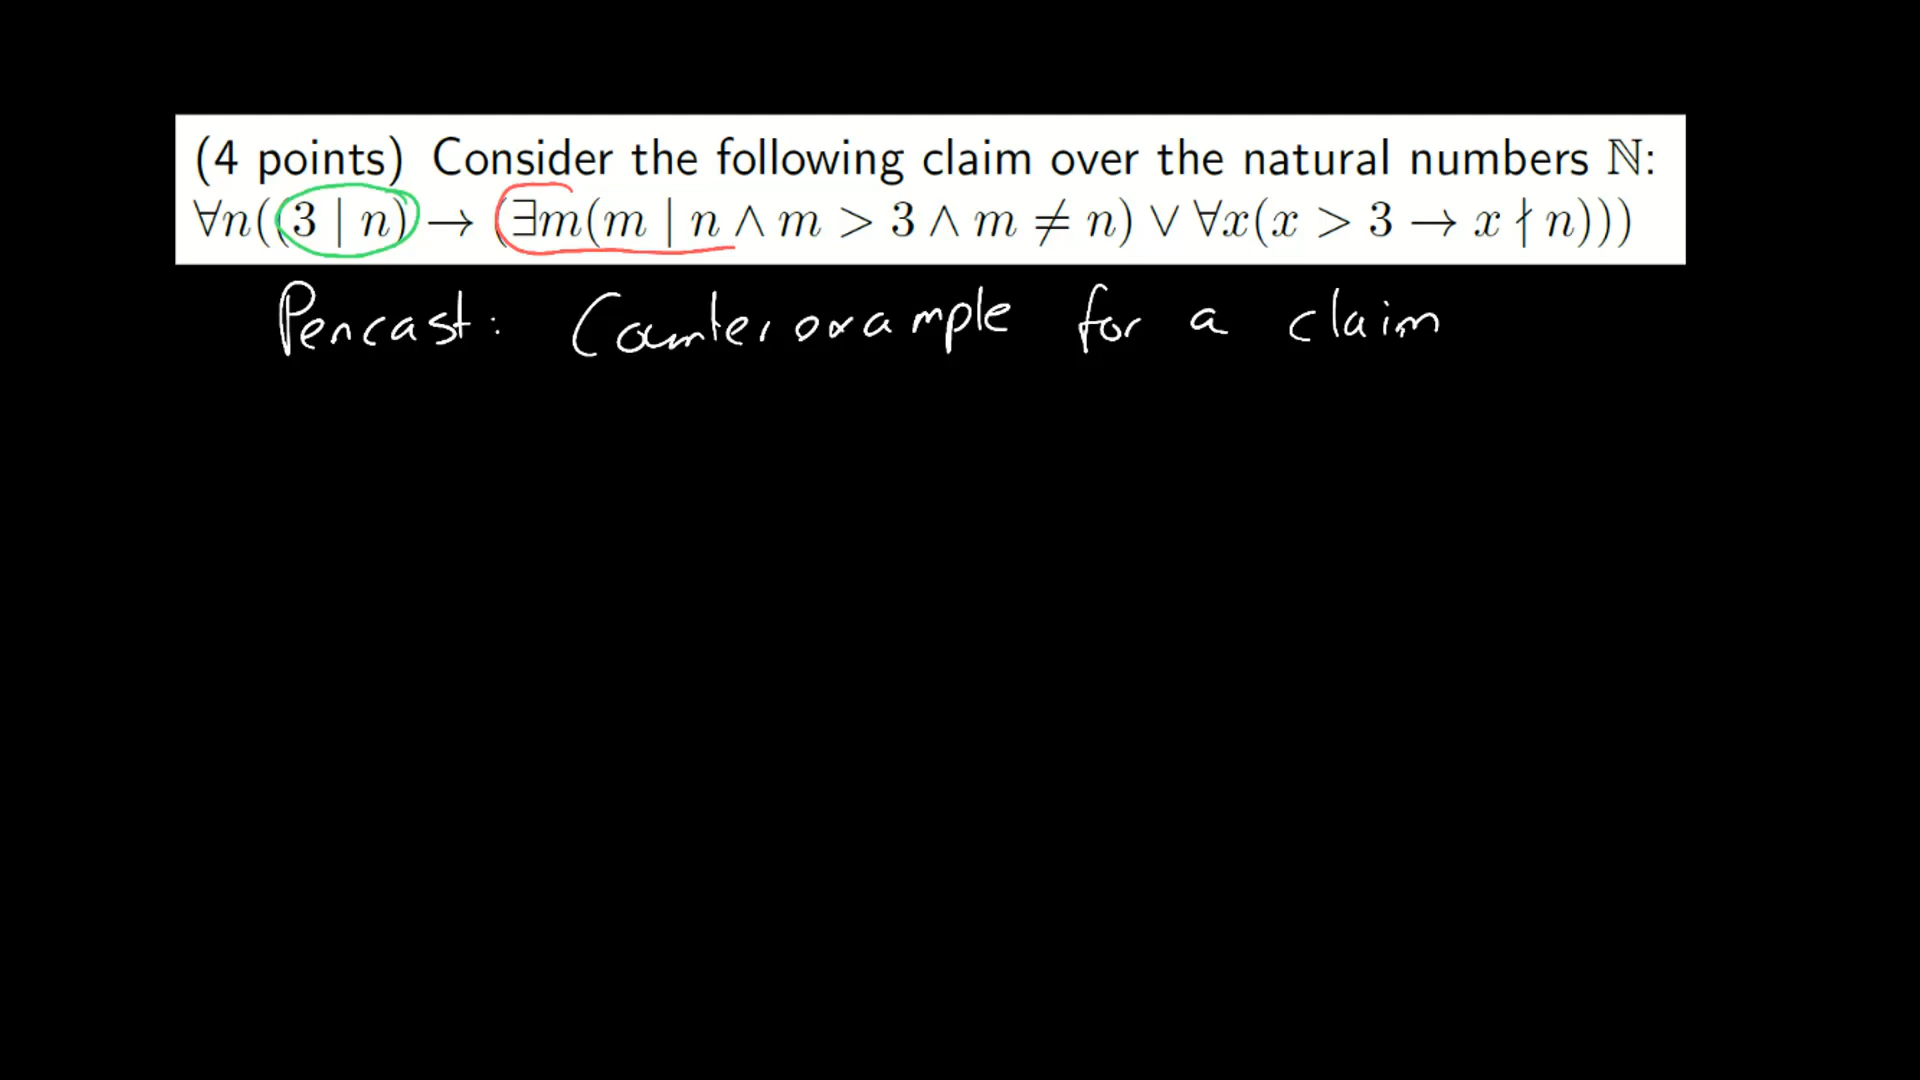 (4 points) Consider the following claim over the natural numbers ℕ:
∀n((3 | n) → (∃m(m | n ∧ m > 3 ∧ m ≠ n) ∨ ∀x(x > 3 → x ∤ n)))
Pencast: Counterexample for a claim